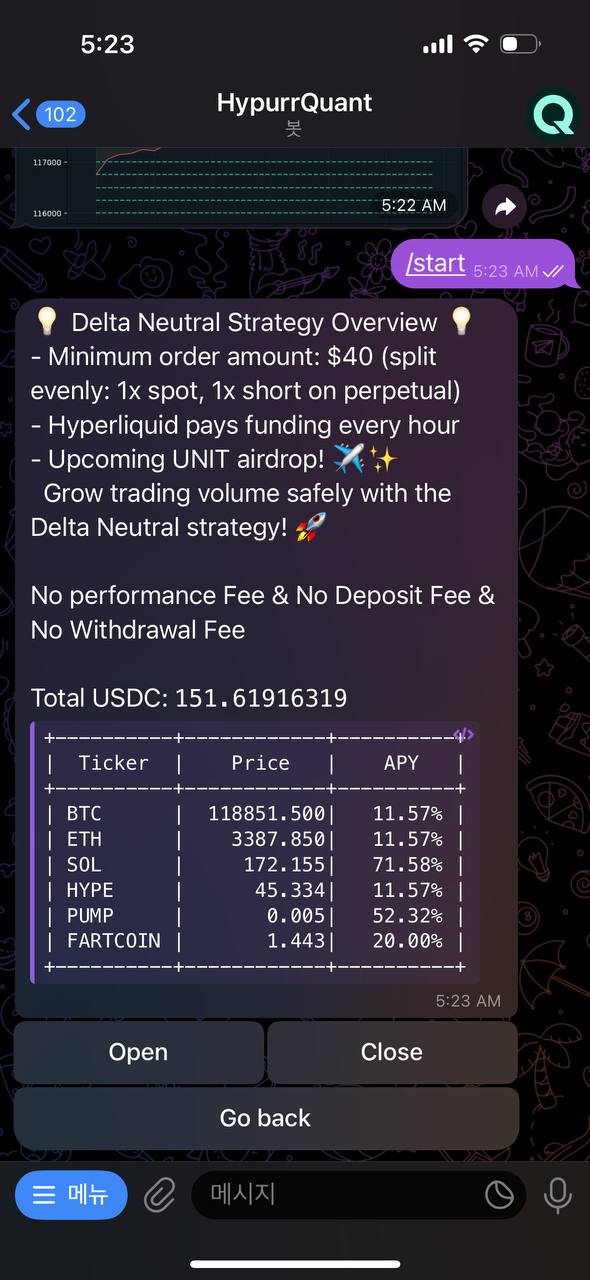 5:23
102
HypurrQuant
봇
117000
116000
5:22 AM
/start 5:23 AM
💡 Delta Neutral Strategy Overview 💡
- Minimum order amount: $40 (split
evenly: 1x spot, 1x short on perpetual)
- Hyperliquid pays funding every hour
- Upcoming UNIT airdrop! ✈️✨
Grow trading volume safely with the
Delta Neutral strategy! 🚀
No performance Fee & No Deposit Fee &
No Withdrawal Fee
Total USDC: 151.61916319
+----------+-------------+----------+
| Ticker | Price | APY |
+----------+-------------+----------+
| BTC | 118851.500| 11.57% |
| ETH | 3387.850| 11.57% |
| SOL | 172.155| 71.58% |
| HYPE | 45.334| 11.57% |
| PUMP | 0.005| 52.32% |
| FARTCOIN | 1.443| 20.00% |
+----------+-------------+----------+
5:23 AM
Open Close
Go back
메뉴 메시지